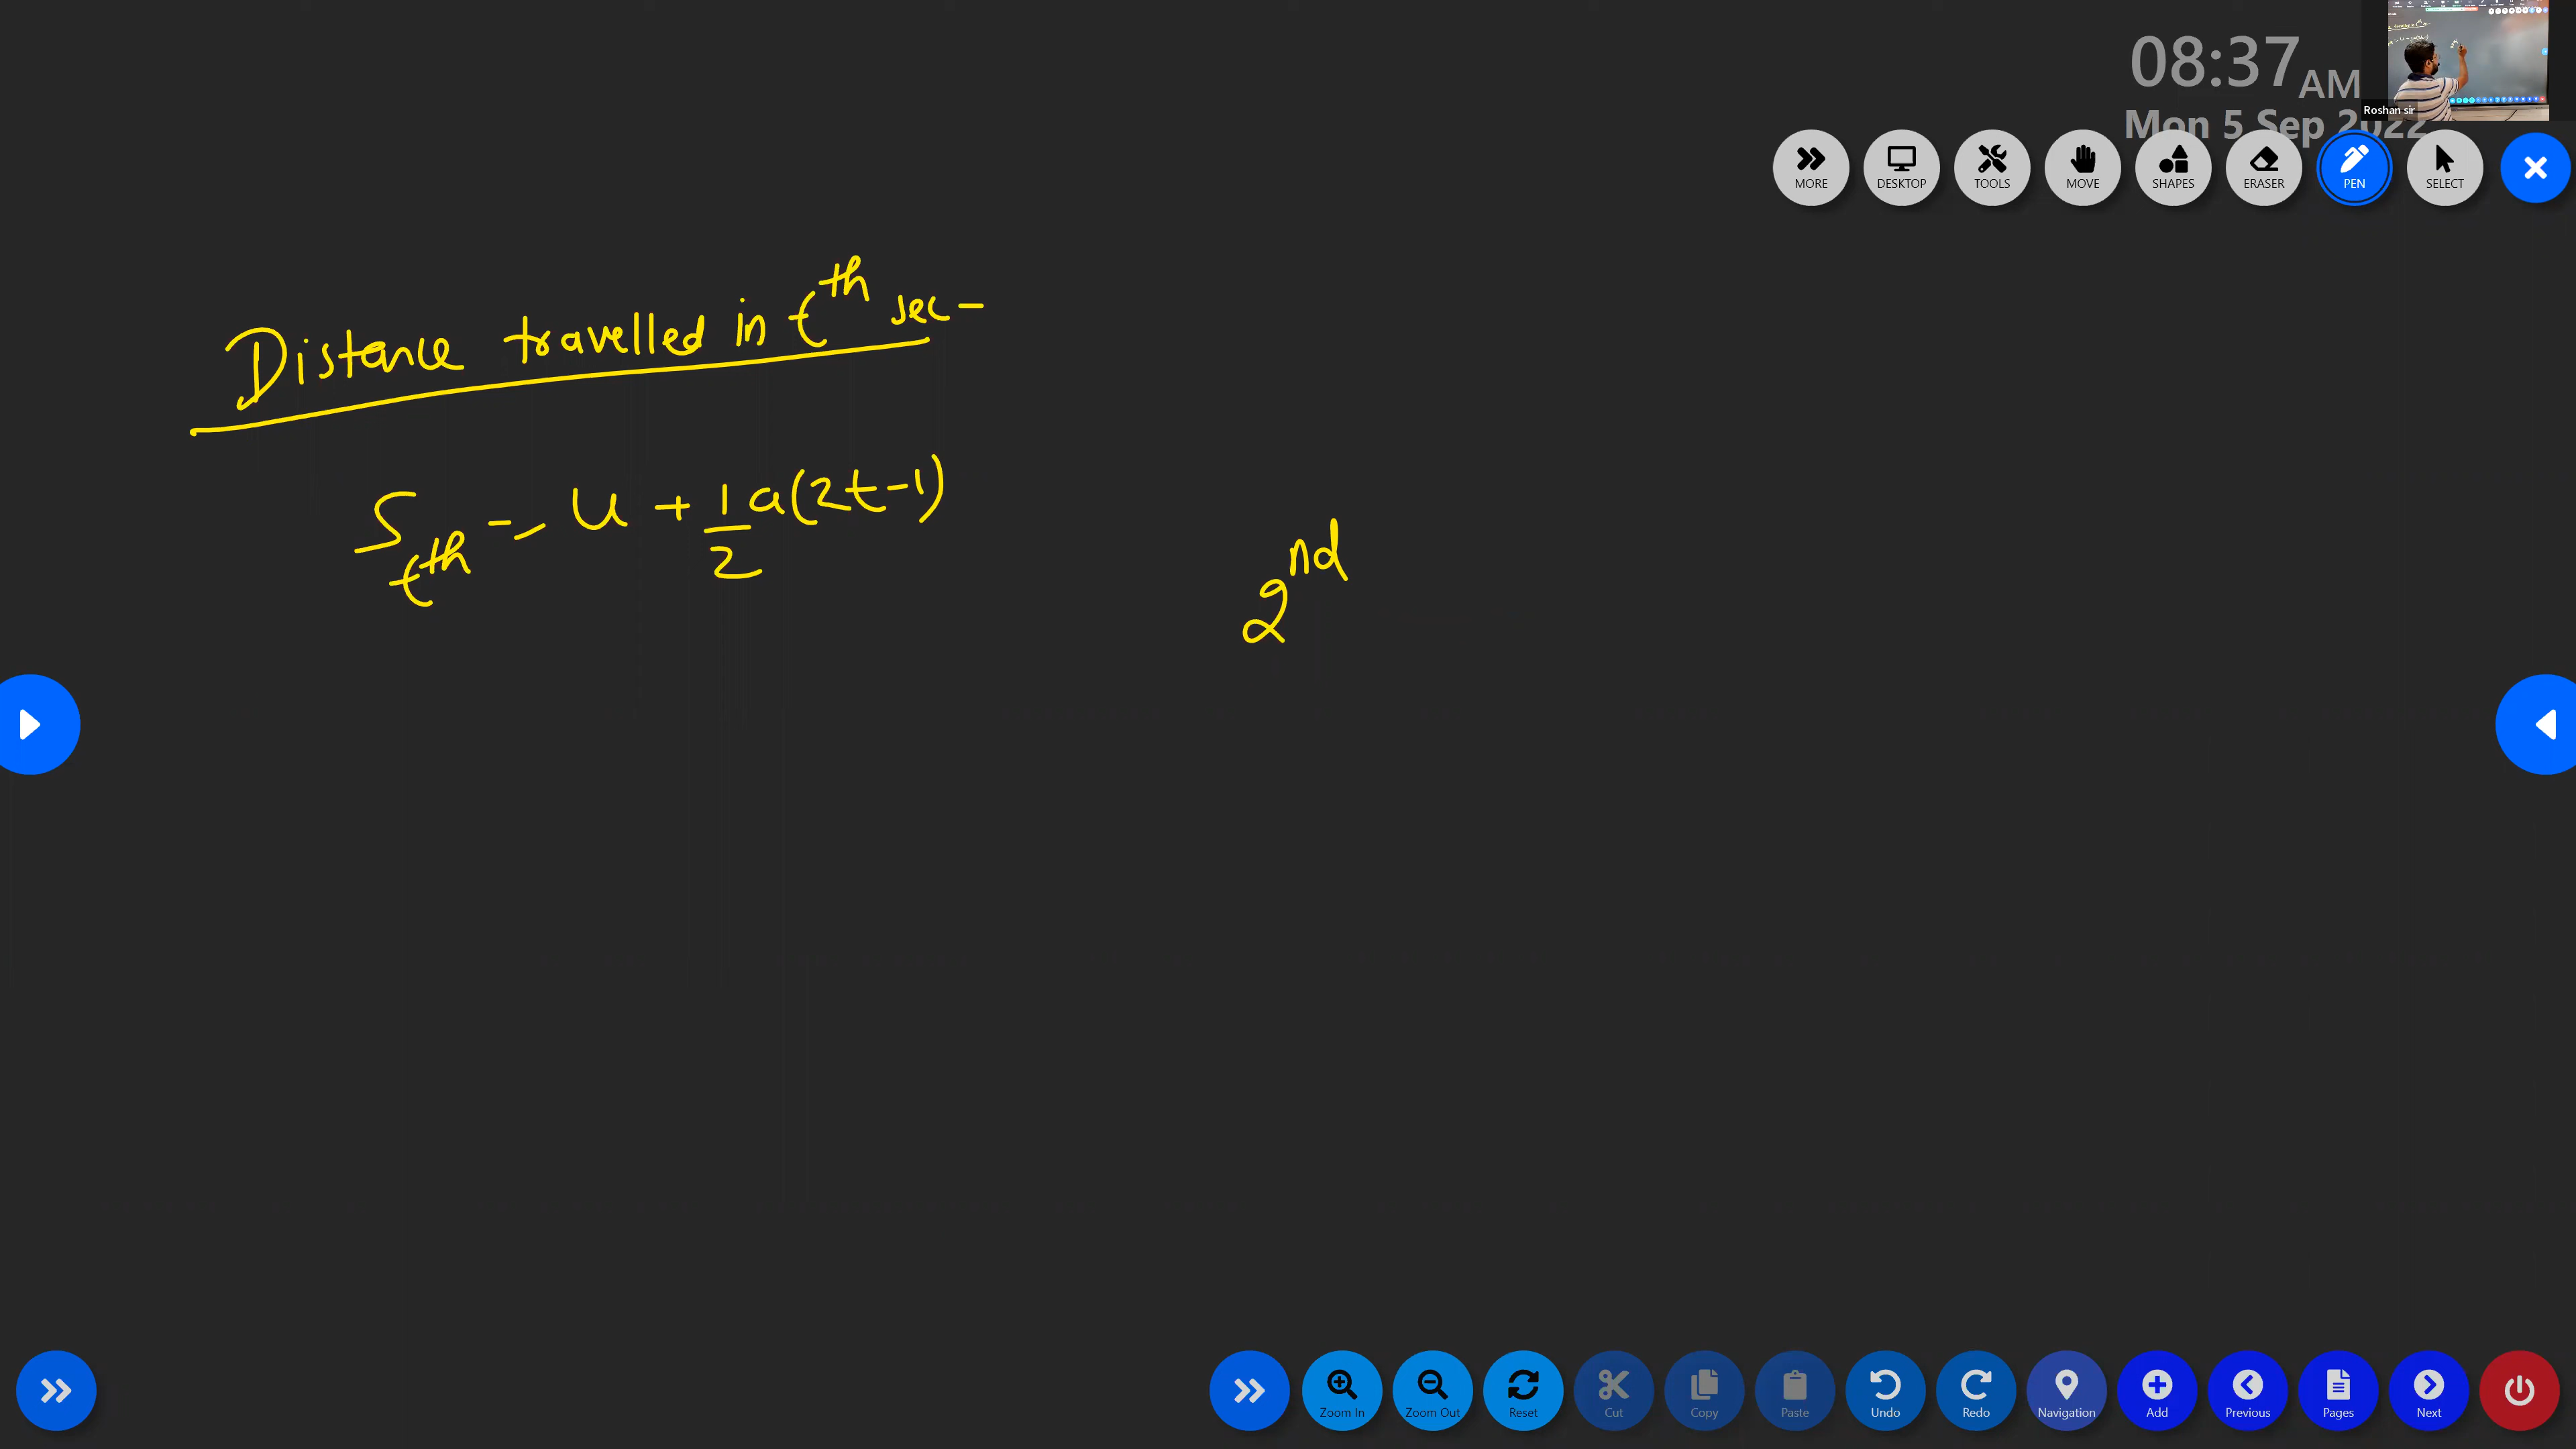 08:37 AM
Mon 5 Sep 2022
Roshan sir
MORE DESKTOP TOOLS MOVE SHAPES ERASER PEN SELECT
Distance travelled in t^th sec -
S_t^th = u + 1/2 a(2t-1)
2^nd
Zoom In Zoom Out Reset Cut Copy Paste Undo Redo Navigation Add Previous Pages Next